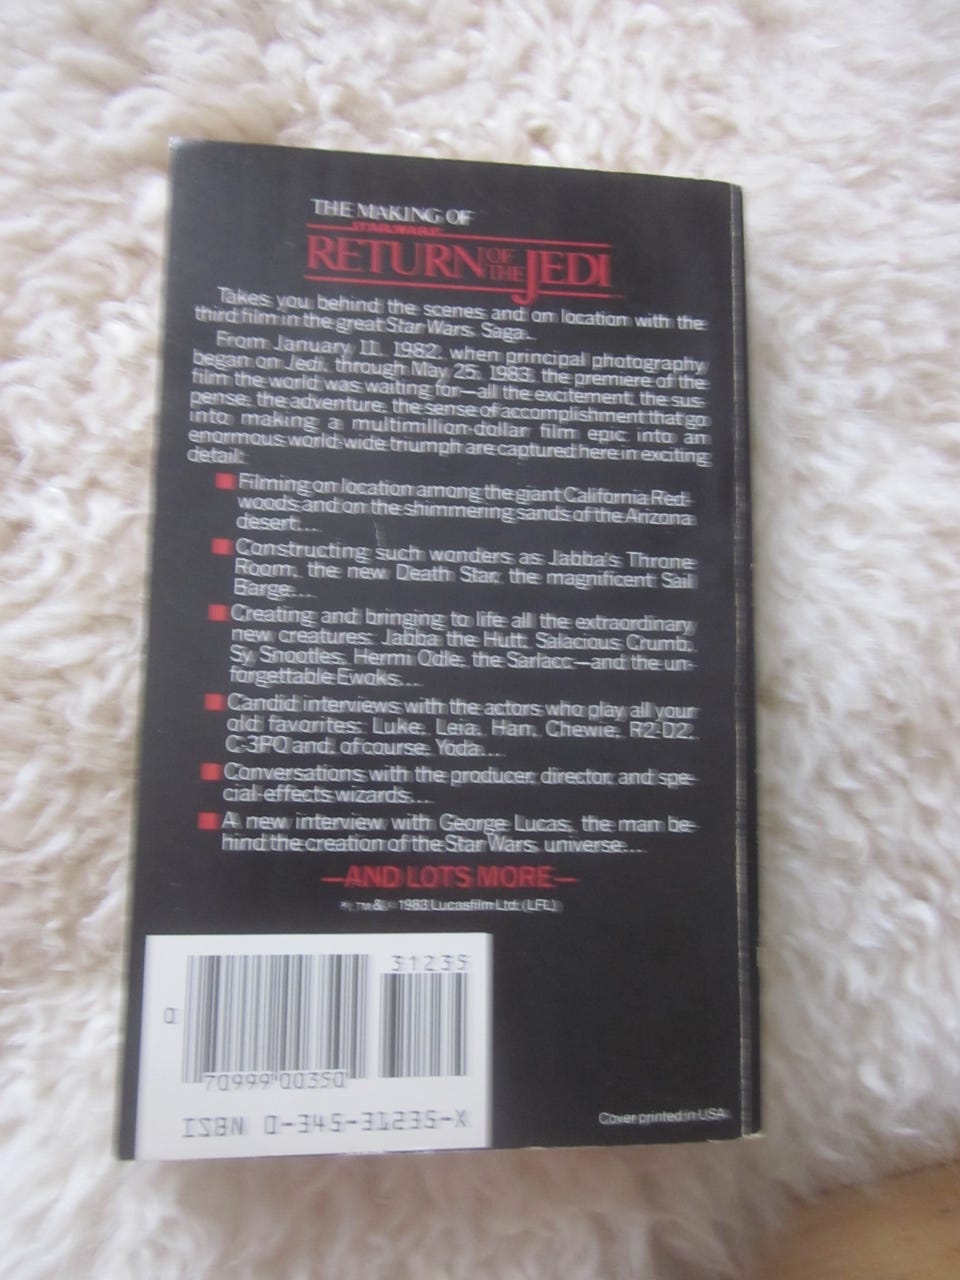 THE MAKING OF
STAR WARS
RETURN OF THE JEDI
Takes you behind the scenes and on location with the
third film in the great Star Wars Saga.
From January 11, 1982, when principal photography
began on Jedi, through May 25, 1983, the premiere of the
film the world was waiting for—all the excitement, the sus-
pense, the adventure, the sense of accomplishment that go
into making a multimillion-dollar film epic into an
enormous world-wide triumph are captured here in exciting
detail:
Filming on location among the giant California Red-
woods and on the shimmering sands of the Arizona
desert...
Constructing such wonders as Jabba's Throne
Room, the new Death Star, the magnificent Sail
Barge...
Creating and bringing to life all the extraordinary
new creatures: Jabba the Hutt, Salacious Crumb,
Sy Snootles, Hermi Odle, the Sarlacc—and the un-
forgettable Ewoks...
Candid interviews with the actors who play all your
old favorites: Luke, Leia, Han, Chewie, R2-D2,
C-3PO and, of course, Yoda...
Conversations with the producer, director, and spe-
cial-effects wizards...
A new interview with George Lucas, the man be-
hind the creation of the Star Wars, universe...
—AND LOTS MORE—
®, TM & © 1983 Lucasfilm Ltd. (LFL)
31235
0
70999 00350
ISBN 0-345-31235-X
Cover printed in USA